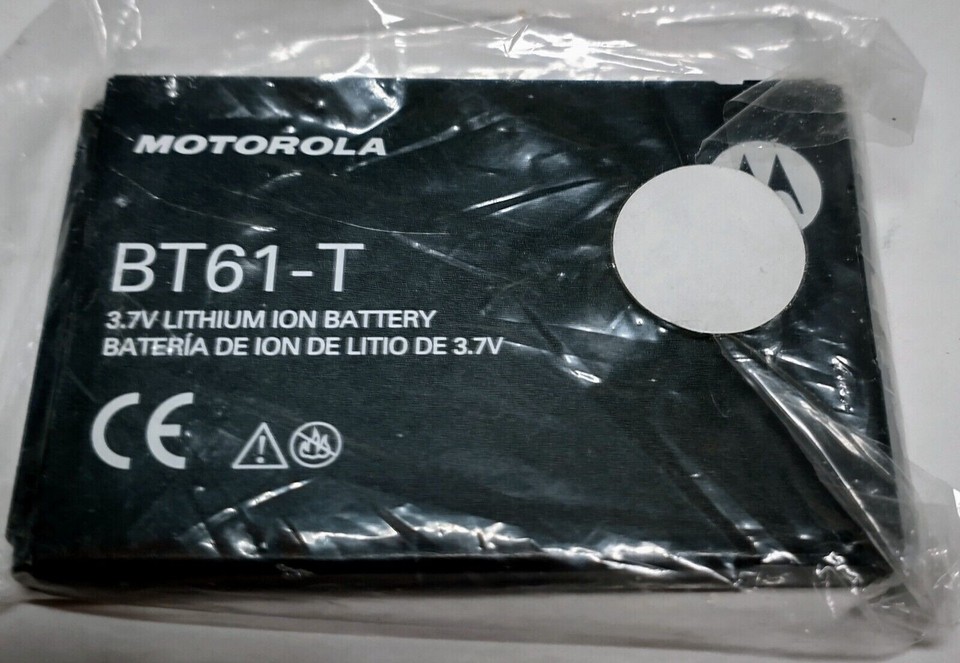 MOTOROLA
BT61-T
3.7V LITHIUM ION BATTERY
BATERÍA DE ION DE LITIO DE 3.7V
CE